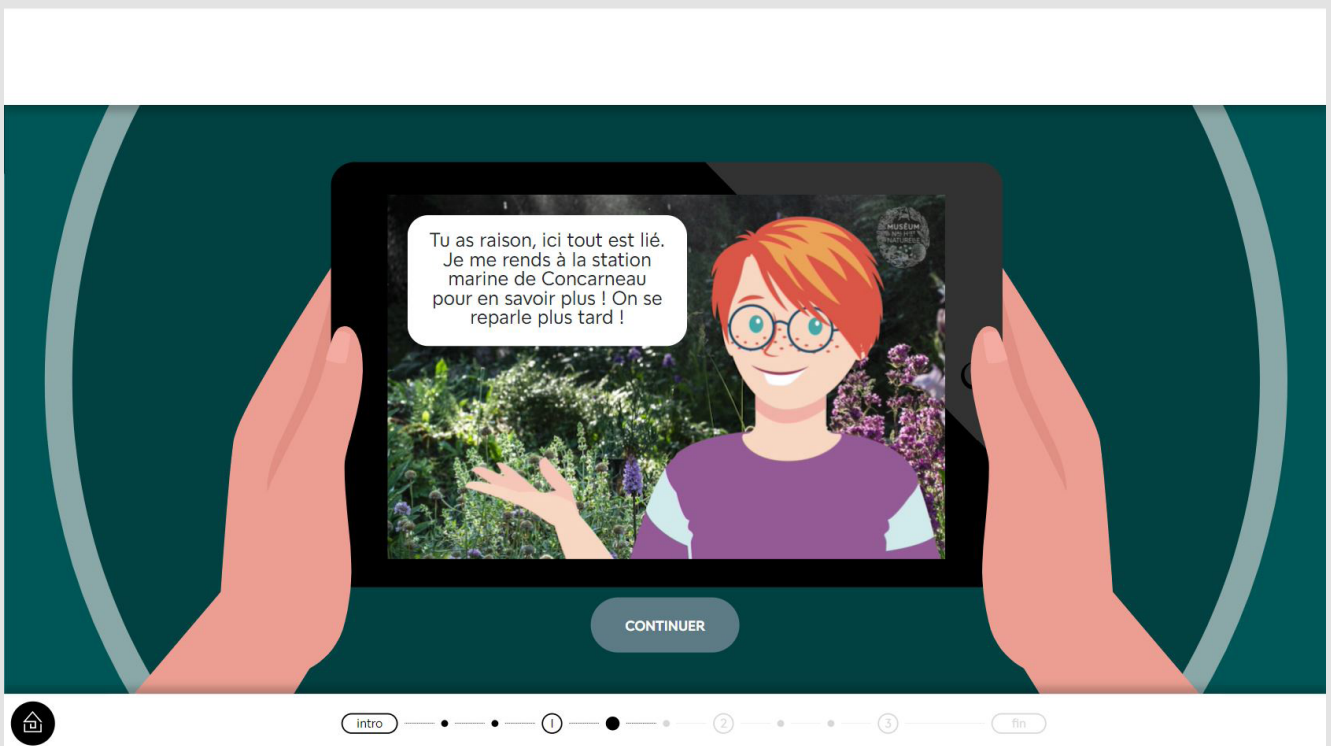 Tu as raison, ici tout est lié.
Je me rends à la station
marine de Concarneau
pour en savoir plus ! On se
reparle plus tard !
MUSÉUM
NATURELLE
CONTINUER
intro
1
2
3
fin